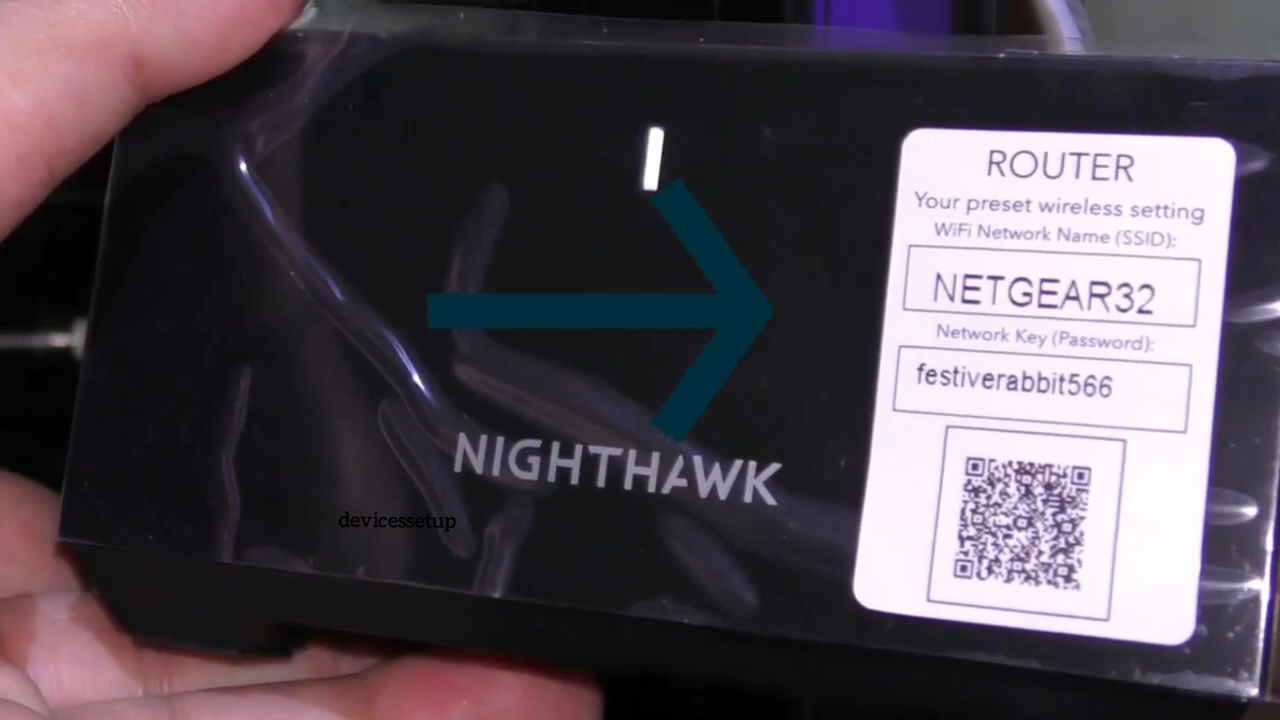 ROUTER
Your preset wireless setting
WiFi Network Name (SSID):
NETGEAR32
Network Key (Password):
festiverabbit566
NIGHTHAWK
devicessetup